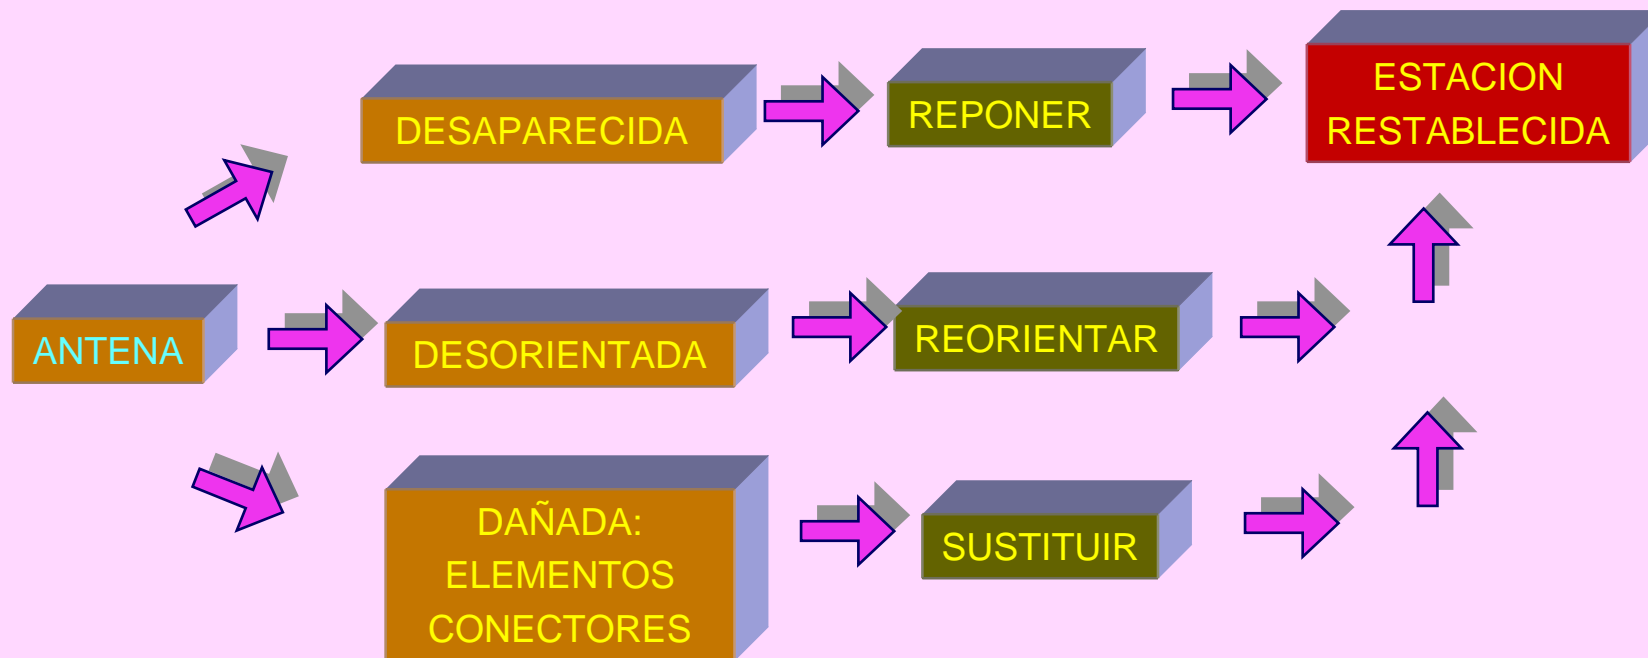 DESAPARECIDA
REPONER
ESTACION
RESTABLECIDA
ANTENA
DESORIENTADA
REORIENTAR
DAÑADA:
ELEMENTOS
CONECTORES
SUSTITUIR